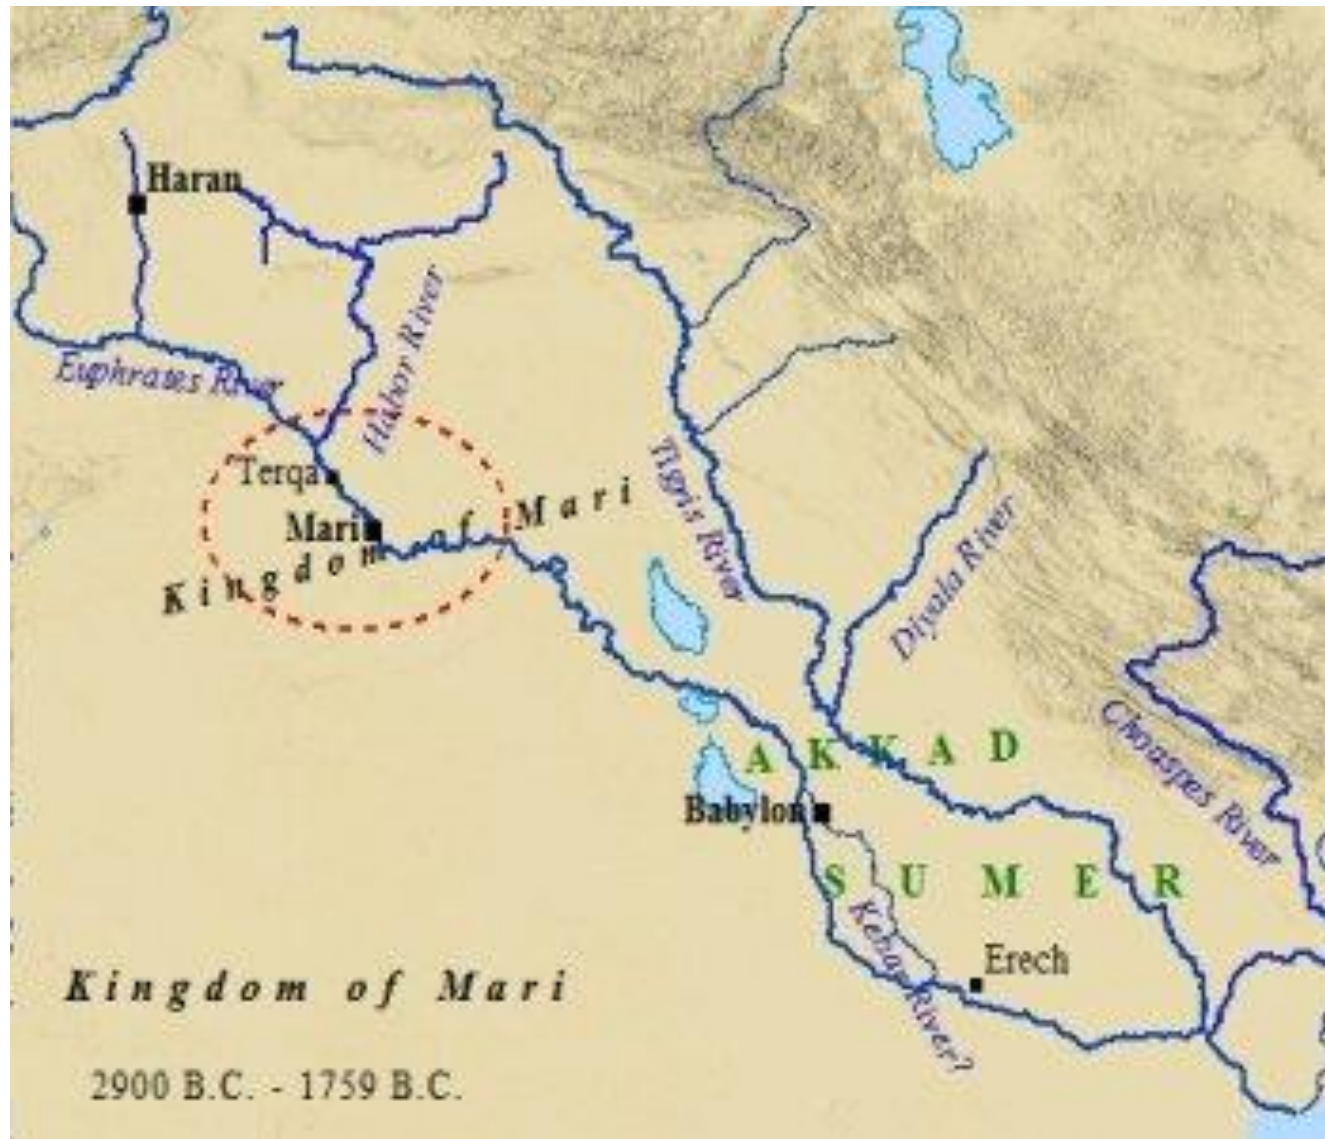 Haran
Euphrates River
Habor River
Terqa
Mari
Kingdom of Mari
Tigris River
Diyala River
Choaspes River
AKKAD
Babylon
SUMER
Kebar River?
Erech
Kingdom of Mari
2900 B.C. - 1759 B.C.